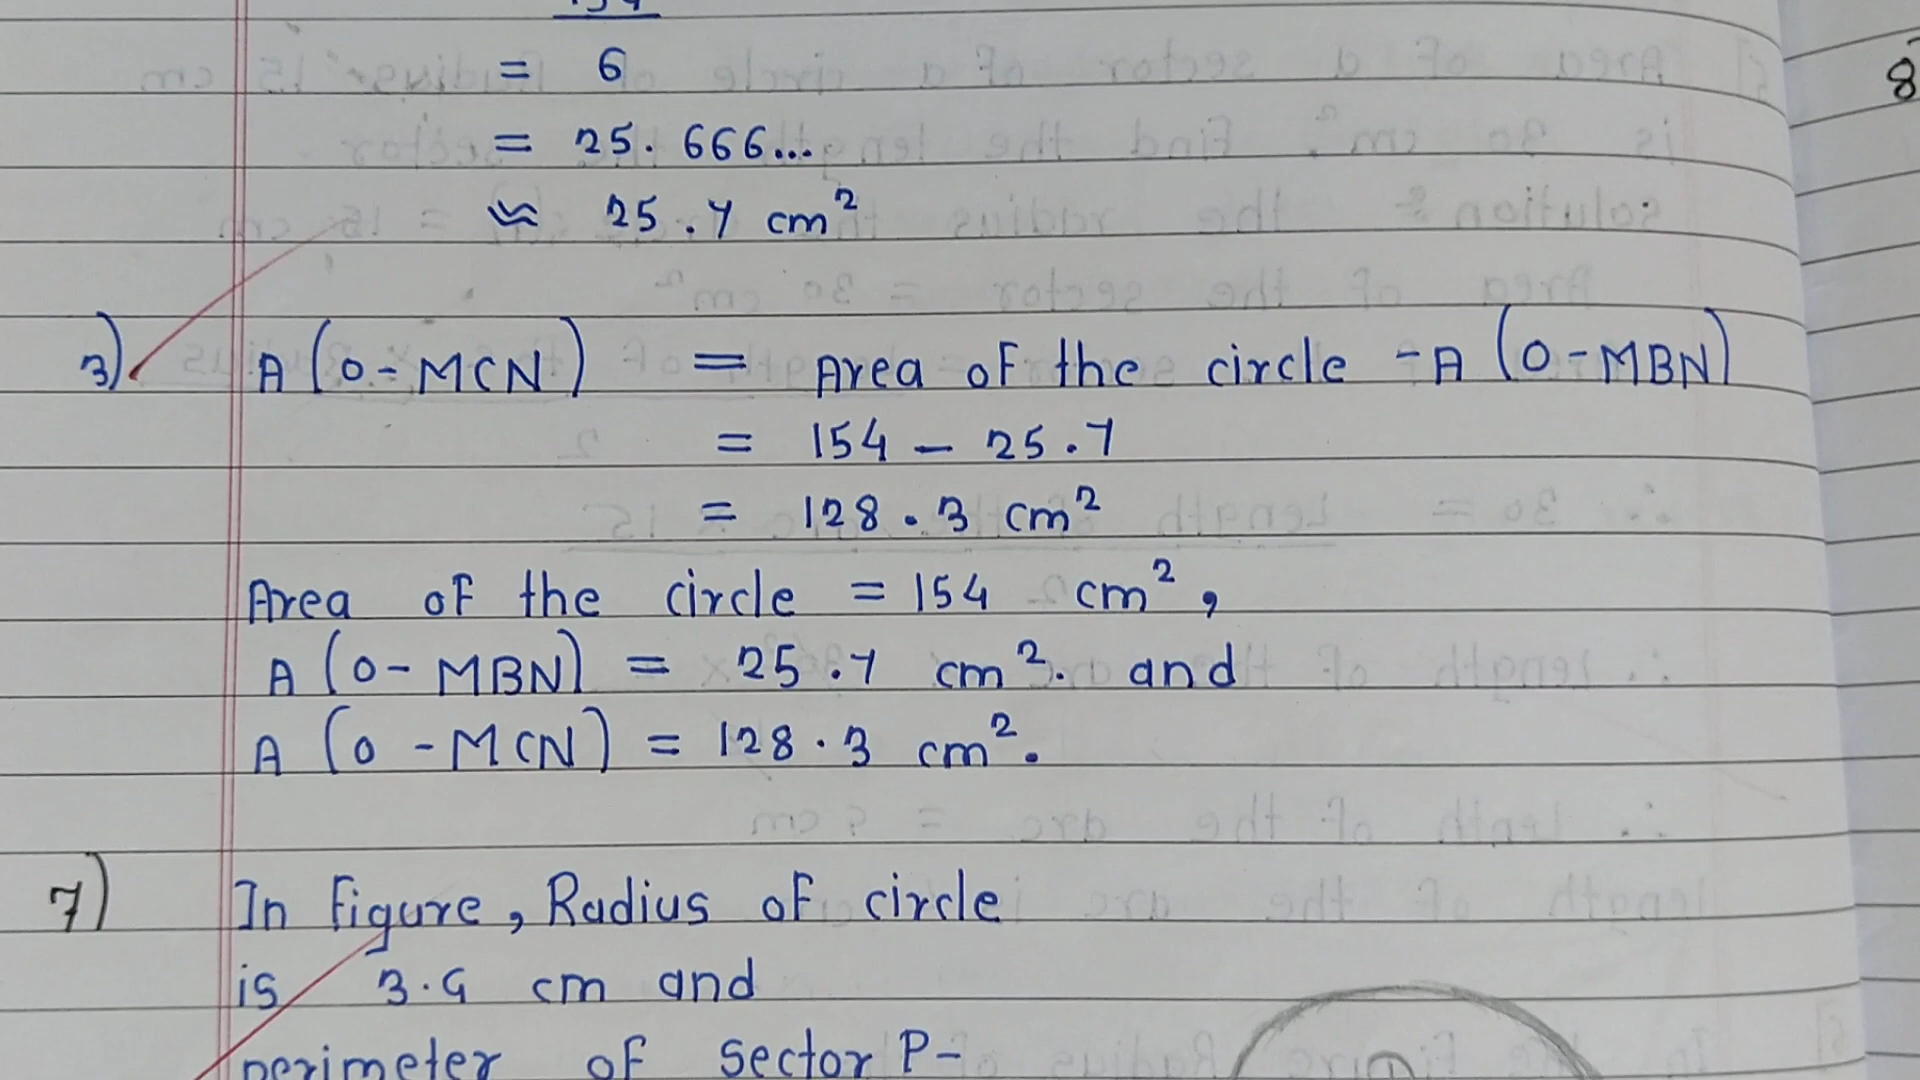 = 6
= 25.666...
≈ 25.7 cm²
3) A (O-MCN) = Area of the circle - A (O-MBN)
= 154 - 25.7
= 128.3 cm²
Area of the circle = 154 cm²,
A (O-MBN) = 25.7 cm². and
A (O-MCN) = 128.3 cm².
7) In Figure, Radius of circle
is 3.4 cm and
perimeter of sector P-
8